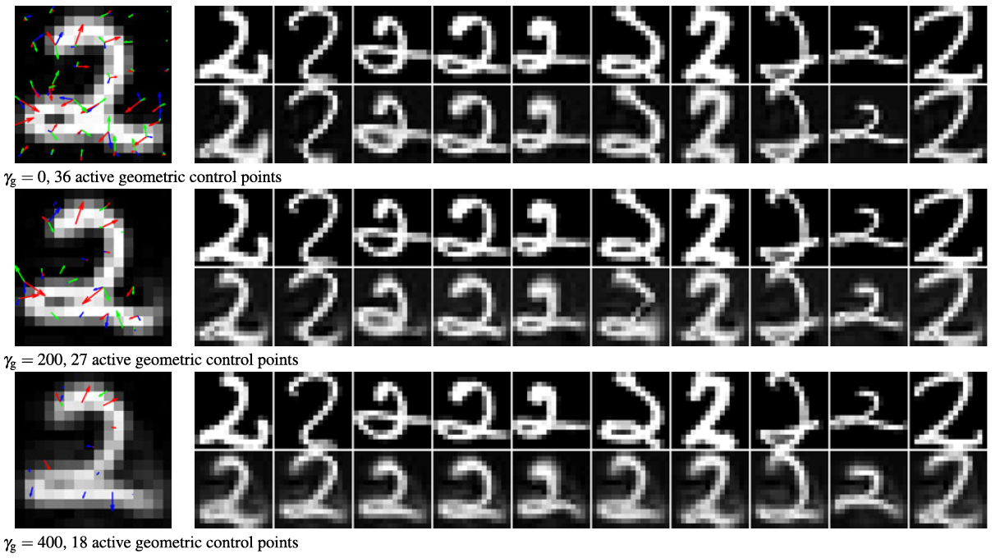 γg = 0, 36 active geometric control points
γg = 200, 27 active geometric control points
γg = 400, 18 active geometric control points